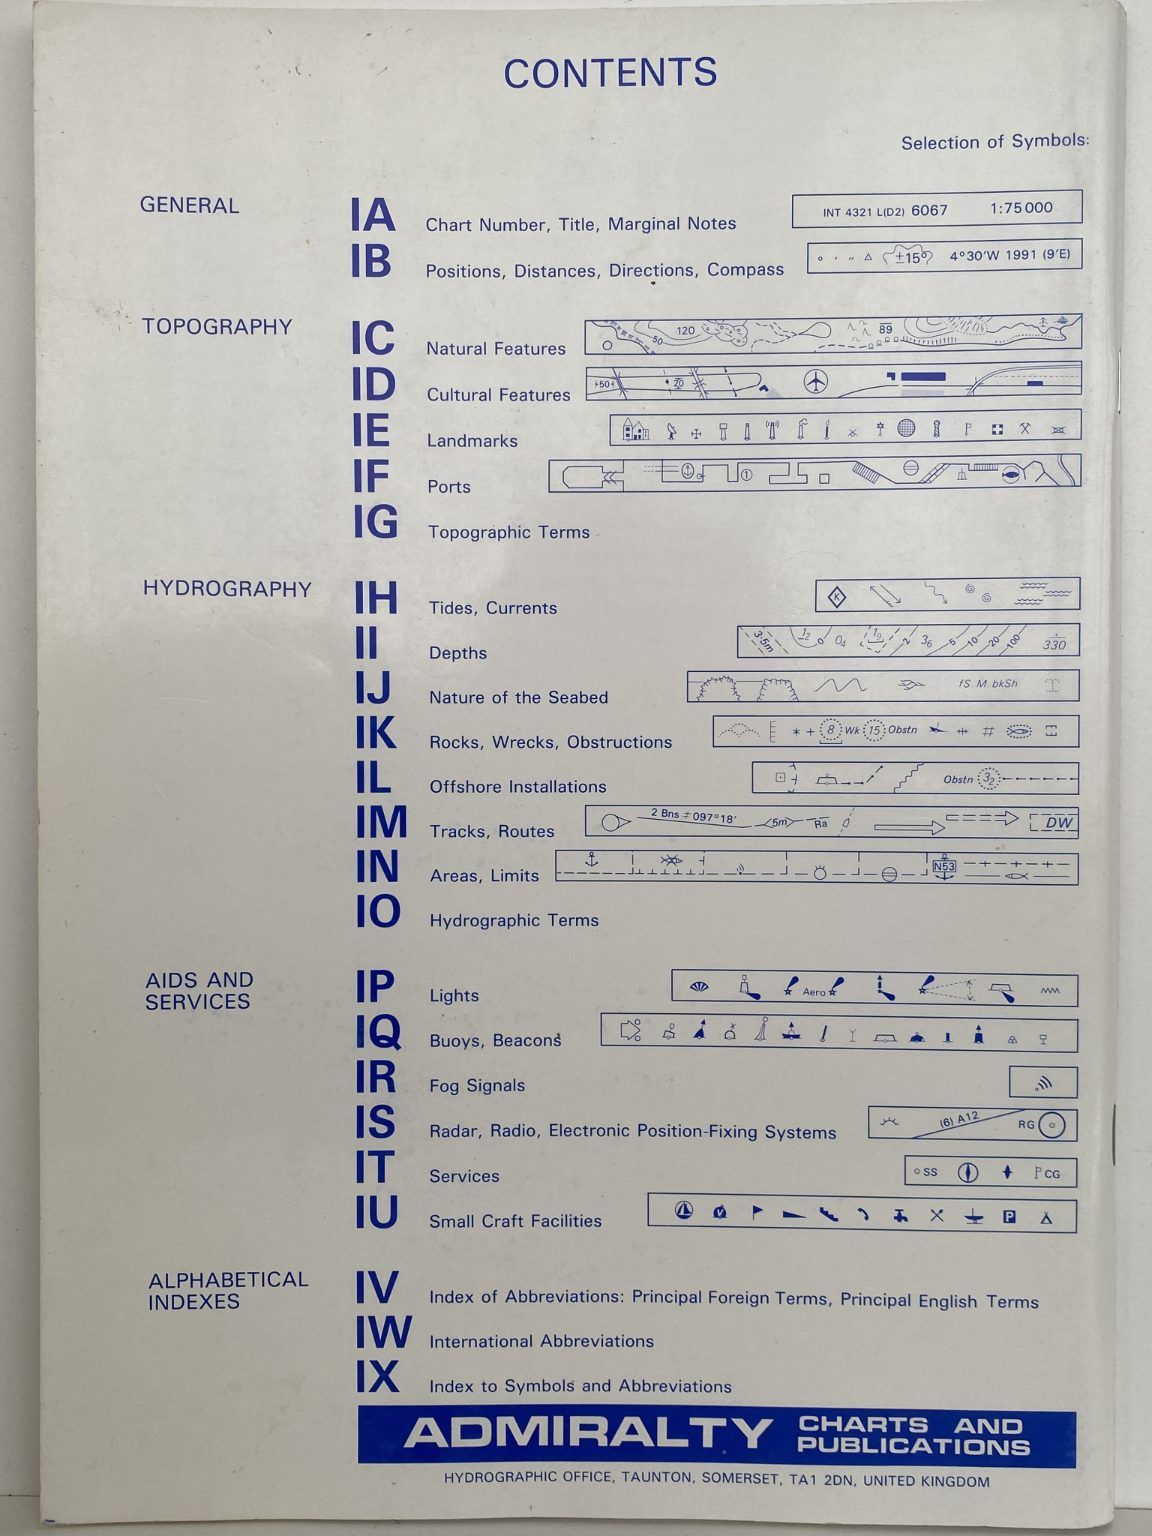 CONTENTS
Selection of Symbols:
GENERAL
IA Chart Number, Title, Marginal Notes INT 4321 L(D2) 6067 1:75 000
IB Positions, Distances, Directions, Compass ±15° 4°30'W 1991 (9'E)
TOPOGRAPHY
IC Natural Features 50 120 89
ID Cultural Features 50 20
IE Landmarks
IF Ports 1
IG Topographic Terms
HYDROGRAPHY
IH Tides, Currents K
II Depths 3·5m 12 0 04 19 2 36 5 10 20 100 330
IJ Nature of the Seabed fS M bkSh
IK Rocks, Wrecks, Obstructions 8 Wk 15 Obstn
IL Offshore Installations Obstn 32
IM Tracks, Routes 2 Bns ≠ 097°18' 5m Ra DW
IN Areas, Limits N53
IO Hydrographic Terms
AIDS AND
SERVICES
IP Lights Aero
IQ Buoys, Beacons
IR Fog Signals
IS Radar, Radio, Electronic Position-Fixing Systems (6) A12 RG
IT Services SS CG
IU Small Craft Facilities V P
ALPHABETICAL
INDEXES
IV Index of Abbreviations: Principal Foreign Terms, Principal English Terms
IW International Abbreviations
IX Index to Symbols and Abbreviations
ADMIRALTY CHARTS AND
PUBLICATIONS
HYDROGRAPHIC OFFICE, TAUNTON, SOMERSET, TA1 2DN, UNITED KINGDOM